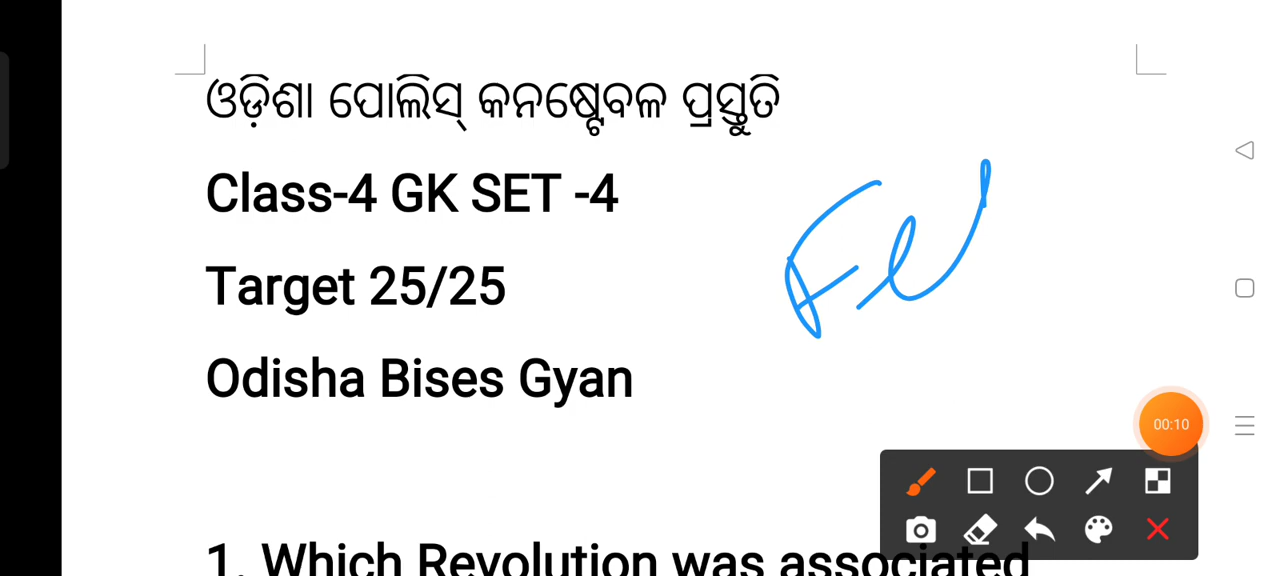 ଓଡ଼ିଶା ପୋଲିସ୍ କନଷ୍ଟେବଳ ପ୍ରସ୍ତୁତି
Class-4 GK SET -4
Target 25/25
Odisha Bises Gyan
00:10
1. Which Revolution was associated